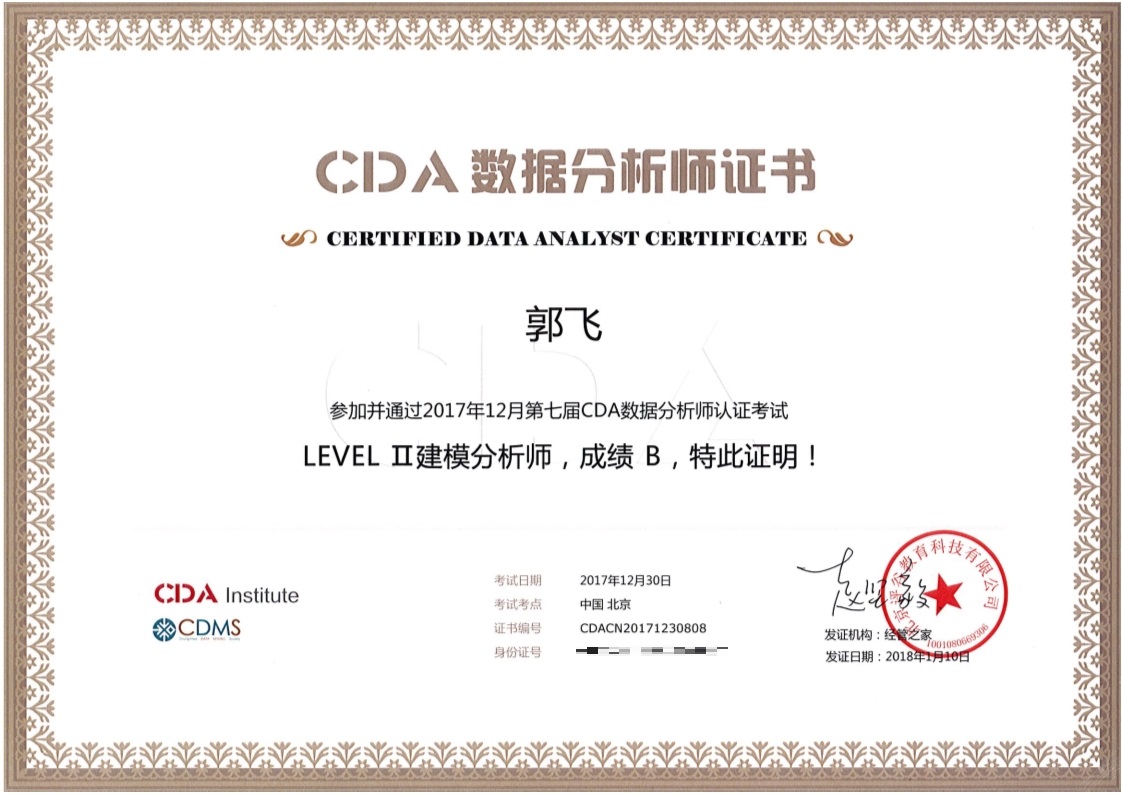 CDA 数据分析师证书
CERTIFIED DATA ANALYST CERTIFICATE
郭飞
CDA
参加并通过2017年12月第七届CDA数据分析师认证考试
LEVEL Ⅱ建模分析师，成绩 B，特此证明！
CDA Institute
CDMS
考试日期 2017年12月30日
考试考点 中国 北京
证书编号 CDACN20171230808
身份证号
发证机构：经管之家
发证日期：2018年1月10日
教育科技有限公司